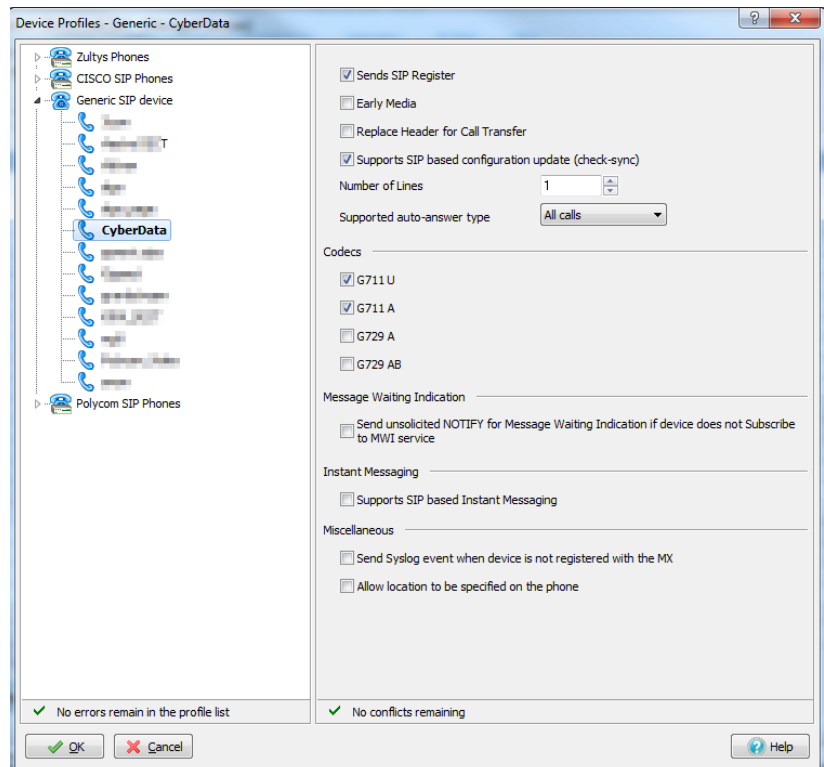 Device Profiles - Generic - CyberData
Zultys Phones
CISCO SIP Phones
Generic SIP device
T
CyberData
Polycom SIP Phones
No errors remain in the profile list
Sends SIP Register
Early Media
Replace Header for Call Transfer
Supports SIP based configuration update (check-sync)
Number of Lines 1
Supported auto-answer type All calls
Codecs
G711 U
G711 A
G729 A
G729 AB
Message Waiting Indication
Send unsolicited NOTIFY for Message Waiting Indication if device does not Subscribe
to MWI service
Instant Messaging
Supports SIP based Instant Messaging
Miscellaneous
Send Syslog event when device is not registered with the MX
Allow location to be specified on the phone
No conflicts remaining
OK Cancel Help